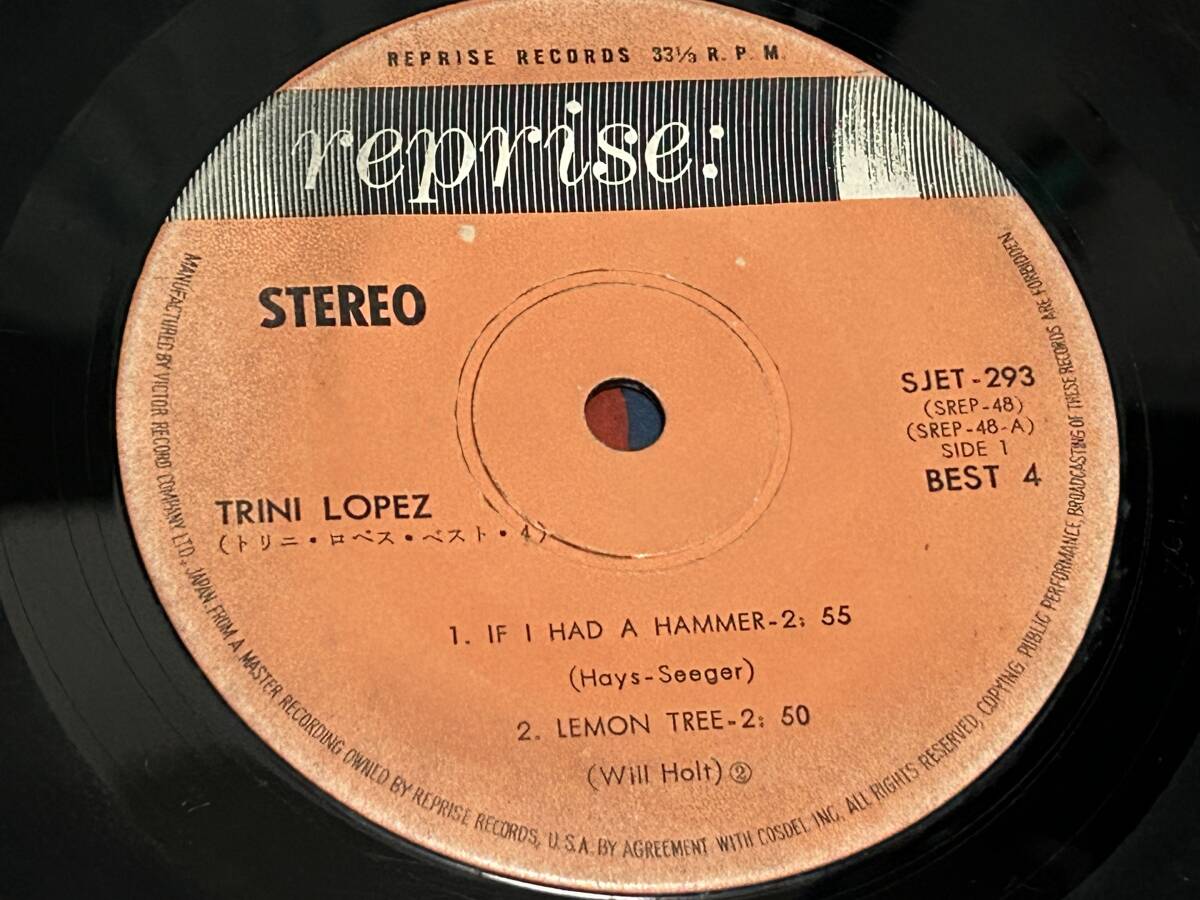 REPRISE RECORDS 33⅓ R. P. M.
reprise:
STEREO
SJET-293
(SREP-48)
(SREP-48-A)
SIDE 1
BEST 4
TRINI LOPEZ
(トリニ・ロペス・ベスト・4)
1. IF I HAD A HAMMER-2: 55
(Hays-Seeger)
2. LEMON TREE-2: 50
(Will Holt)②
MANUFACTURED BY VICTOR RECORD COMPANY LTD., JAPAN. FROM A MASTER RECORDING OWNED BY REPRISE RECORDS, U.S.A. BY AGREEMENT WITH COSDEL INC. ALL RIGHTS RESERVED, COPYING, PUBLIC PERFORMANCE, BROADCASTING OF THESE RECORDS ARE FORBIDDEN